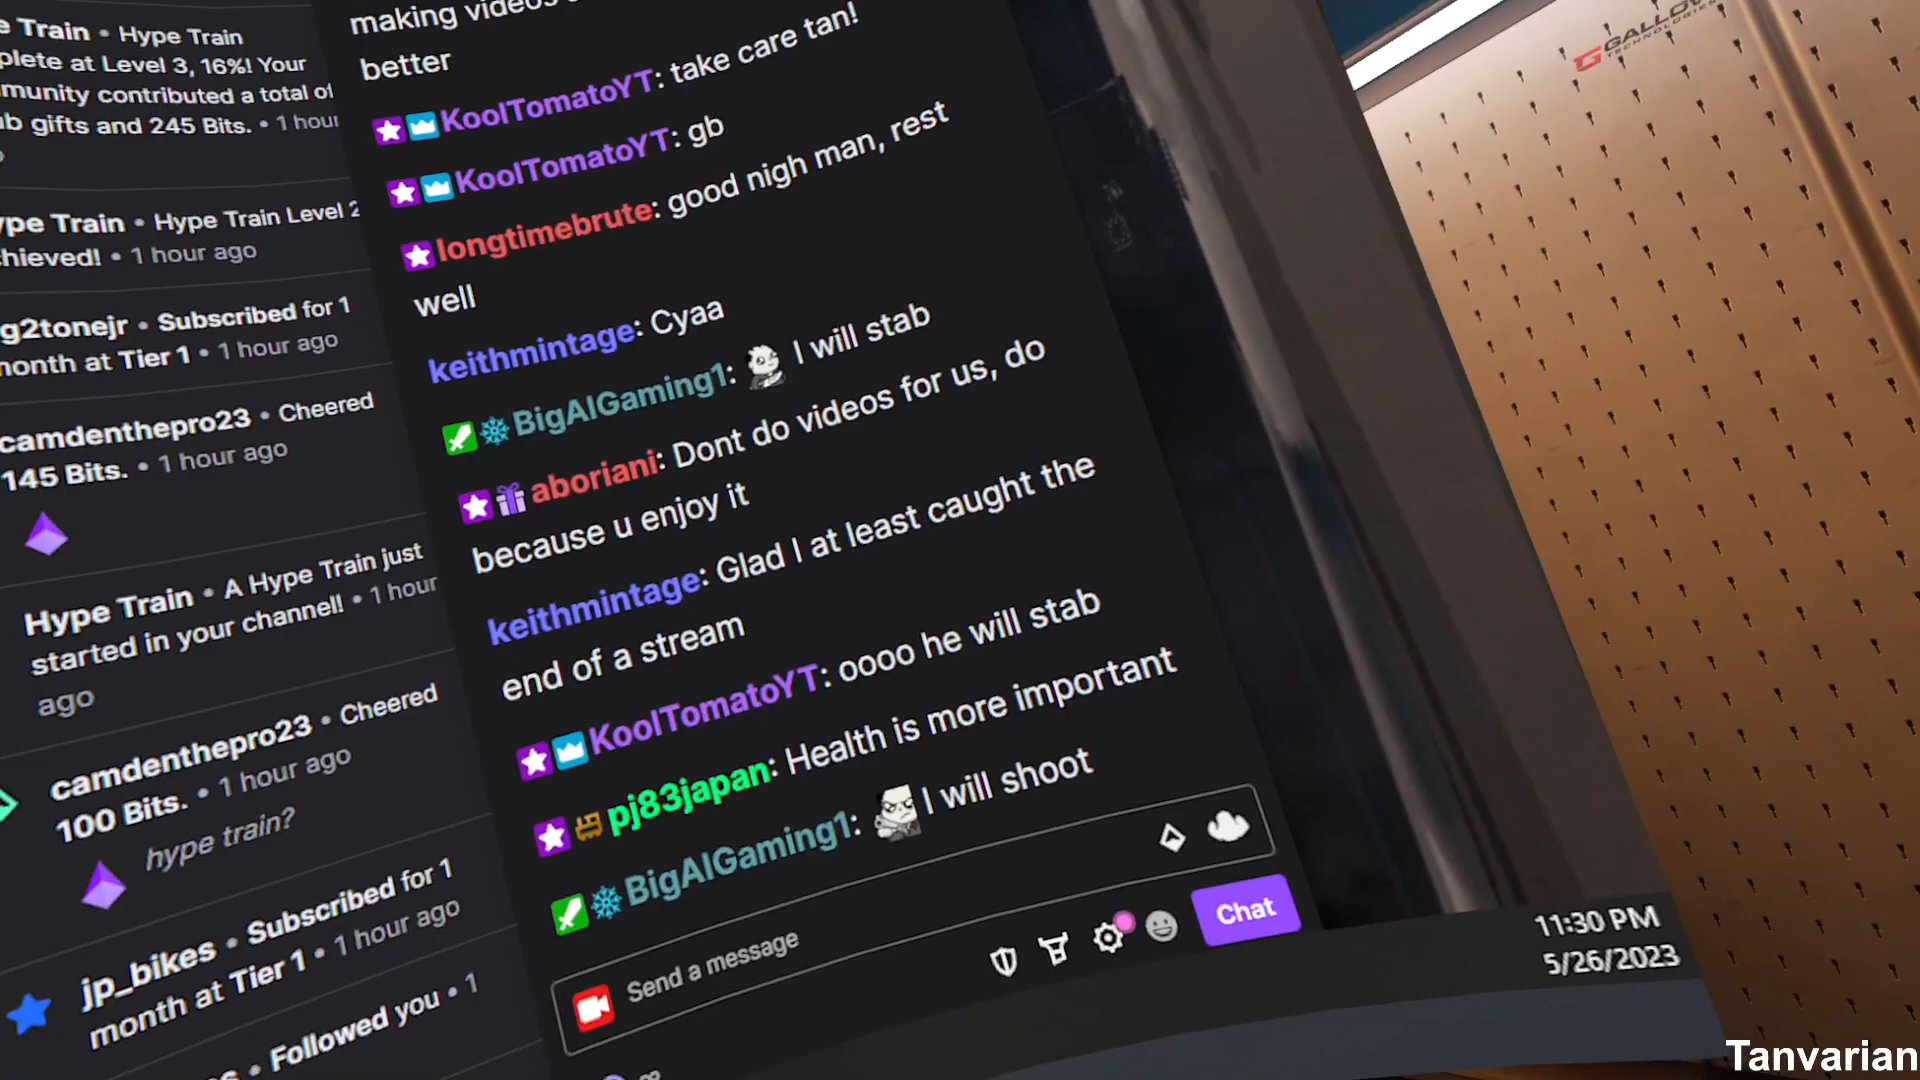 e Train • Hype Train
plete at Level 3, 16%! Your
munity contributed a total of
ub gifts and 245 Bits. • 1 hour
ype Train • Hype Train Level 2
chieved! • 1 hour ago
g2tonejr • Subscribed for 1
month at Tier 1 • 1 hour ago
camdenthepro23 • Cheered
145 Bits. • 1 hour ago
Hype Train • A Hype Train just
started in your channel! • 1 hour
ago
camdenthepro23 • Cheered
100 Bits. • 1 hour ago
hype train?
jp_bikes • Subscribed for 1
month at Tier 1 • 1 hour ago
Followed you • 1
making videos
better
KoolTomatoYT: take care tan!
KoolTomatoYT: gb
longtimebrute: good nigh man, rest
well
keithmintage: Cyaa
BigAlGaming1: I will stab
aboriani: Dont do videos for us, do
because u enjoy it
keithmintage: Glad I at least caught the
end of a stream
KoolTomatoYT: oooo he will stab
pj83japan: Health is more important
BigAlGaming1: I will shoot
Send a message
Chat
11:30 PM
5/26/2023
GALLOW
TECHNOLOGIES
Tanvarian